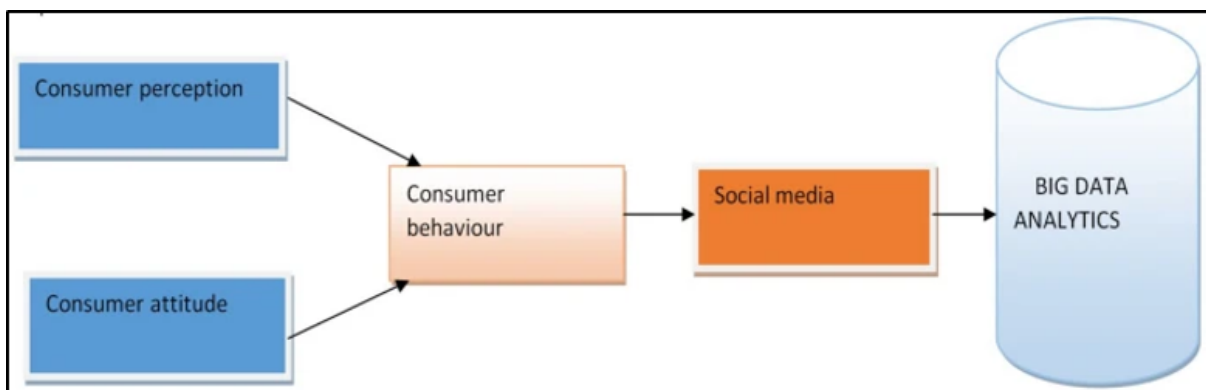 Consumer perception
Consumer attitude
Consumer
behaviour
Social media
BIG DATA
ANALYTICS